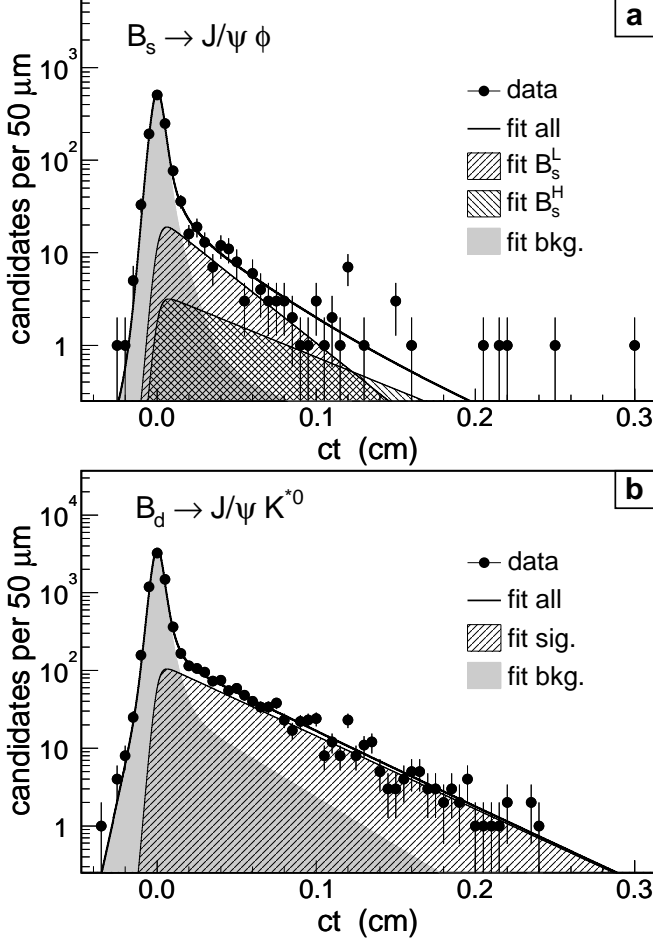 a
B_s → J/ψ φ
candidates per 50 μm
10^3
10^2
10
1
data
fit all
fit B_s^L
fit B_s^H
fit bkg.
0.0 0.1 0.2 0.3
ct (cm)
b
B_d → J/ψ K^{*0}
candidates per 50 μm
10^4
10^3
10^2
10
1
data
fit all
fit sig.
fit bkg.
0.0 0.1 0.2 0.3
ct (cm)